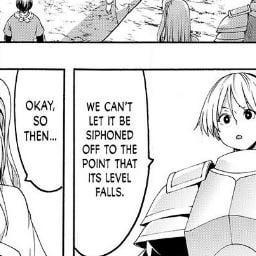 WE CAN'T
LET IT BE
SIPHONED
OFF TO THE
POINT THAT
ITS LEVEL
FALLS.
OKAY,
SO
THEN...